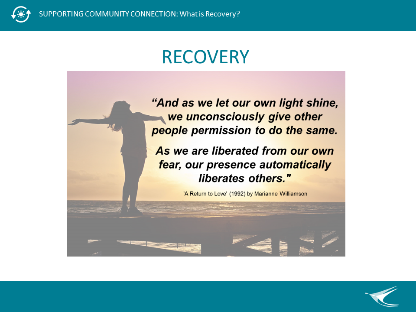 SUPPORTING COMMUNITY CONNECTION: What is Recovery?
RECOVERY
“And as we let our own light shine,
we unconsciously give other
people permission to do the same.
As we are liberated from our own
fear, our presence automatically
liberates others."
'A Return to Love' (1992) by Marianne Williamson